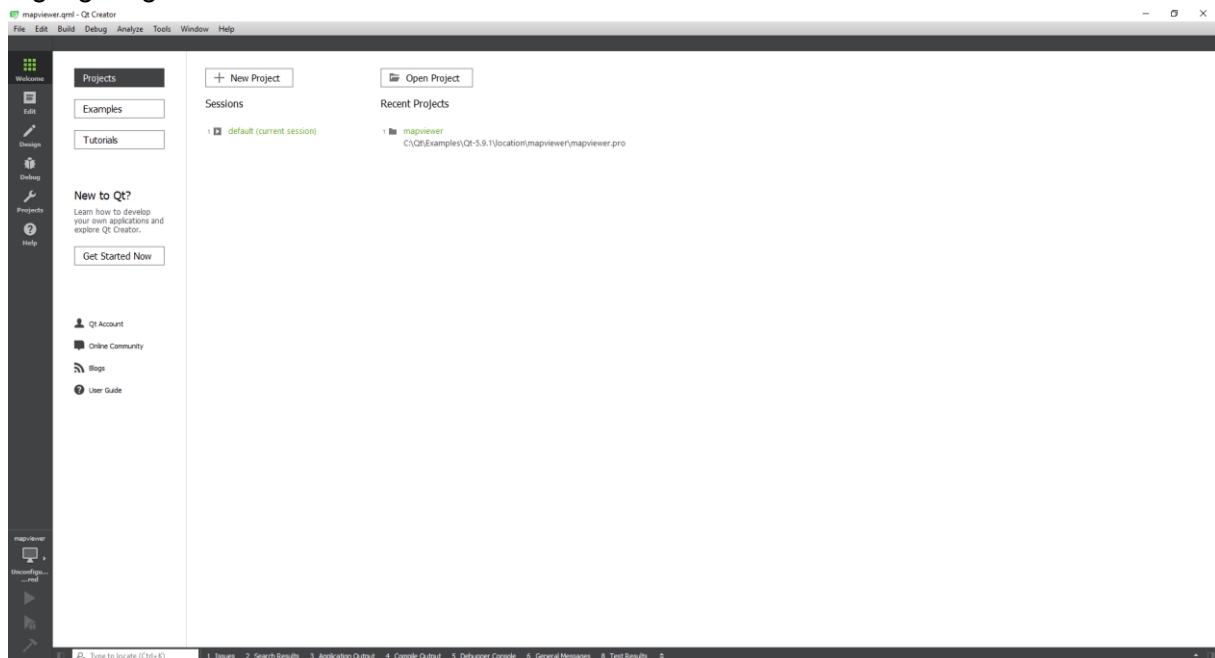 mapviewer.qml - Qt Creator
File Edit Build Debug Analyze Tools Window Help
Welcome
Edit
Design
Debug
Projects
Help
mapviewer
Unconfigu...
...red
Projects
Examples
Tutorials
New to Qt?
Learn how to develop
your own applications and
explore Qt Creator.
Get Started Now
Qt Account
Online Community
Blogs
User Guide
New Project
Sessions
1 default (current session)
Open Project
Recent Projects
1 mapviewer
C:\Qt\Examples\Qt-5.9.1\location\mapviewer\mapviewer.pro
Type to locate (Ctrl+K)
1 Issues 2 Search Results 3 Application Output 4 Compile Output 5 Debugger Console 6 General Messages 8 Test Results